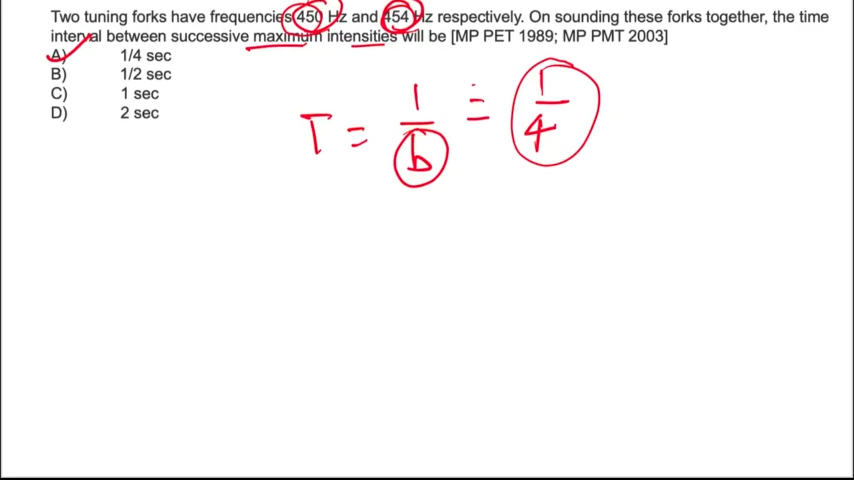 Two tuning forks have frequencies 450 Hz and 454 Hz respectively. On sounding these forks together, the time
interval between successive maximum intensities will be [MP PET 1989; MP PMT 2003]
A) 1/4 sec
B) 1/2 sec
C) 1 sec
D) 2 sec
T = 1/b = 1/4